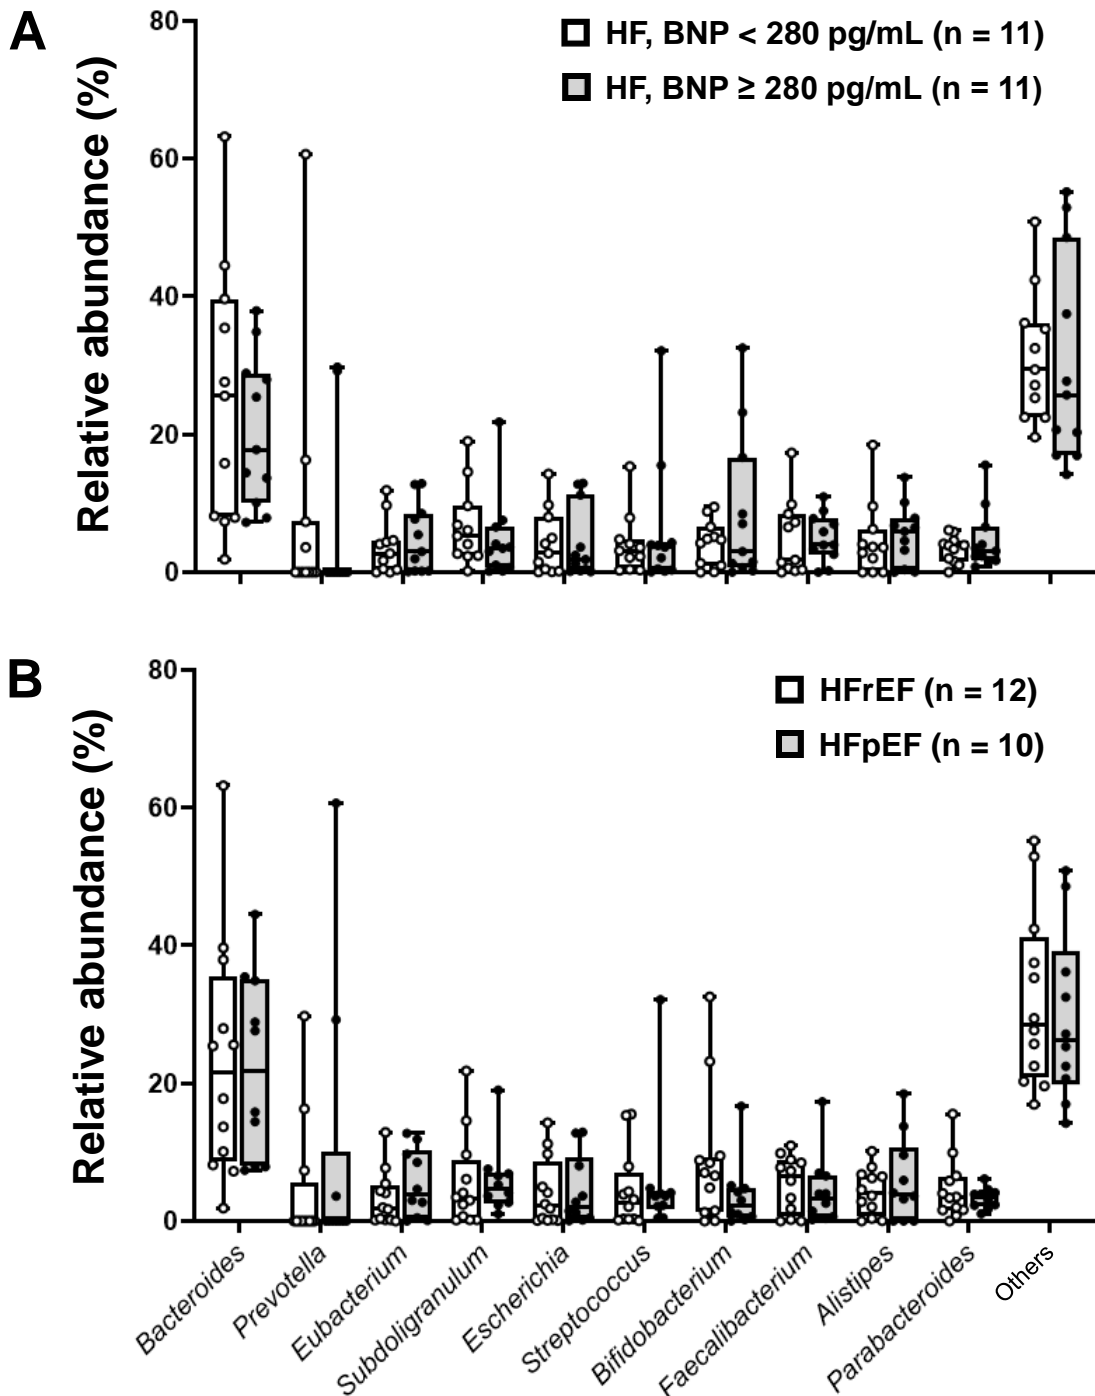 A
Relative abundance (%)
80
60
40
20
0
HF, BNP < 280 pg/mL (n = 11)
HF, BNP ≥ 280 pg/mL (n = 11)
B
Relative abundance (%)
80
60
40
20
0
HFrEF (n = 12)
HFpEF (n = 10)
Bacteroides
Prevotella
Eubacterium
Subdoligranulum
Escherichia
Streptococcus
Bifidobacterium
Faecalibacterium
Alistipes
Parabacteroides
Others